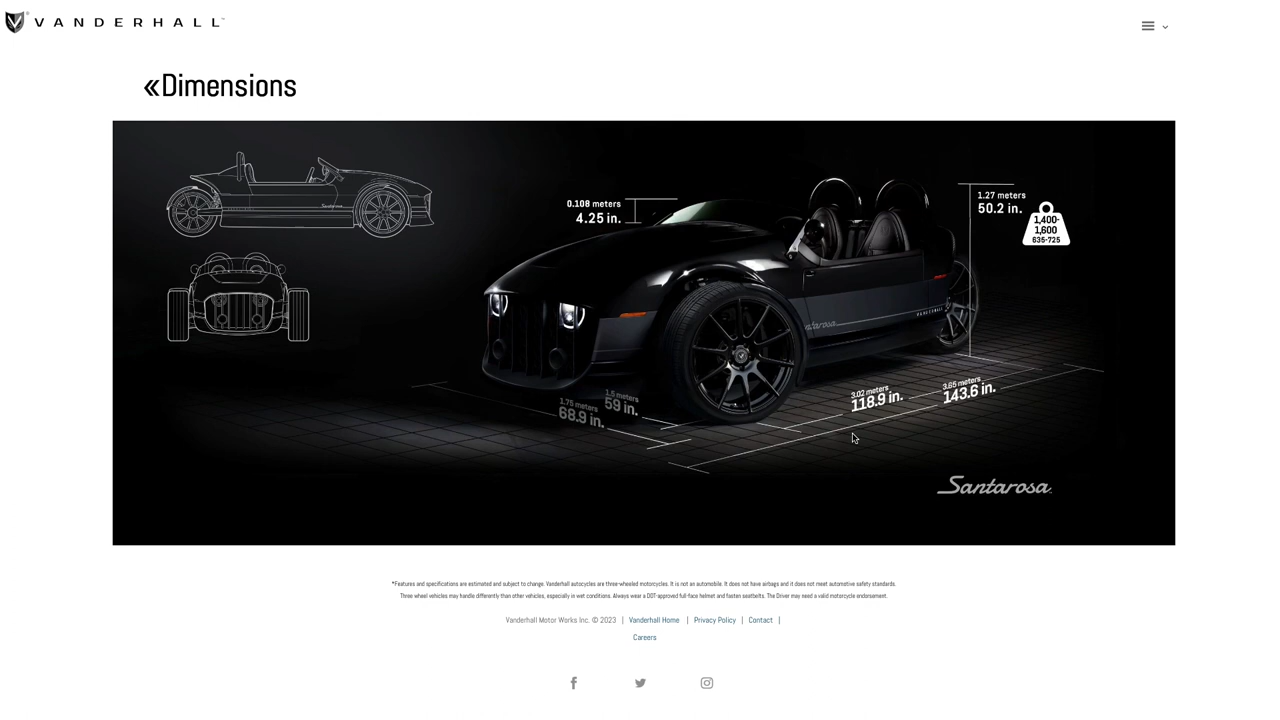 VANDERHALL™
«Dimensions
0.108 meters
4.25 in.
1.27 meters
50.2 in.
1,400-
1,600
635-725
Santarosa
VANDERHALL
1.75 meters
68.9 in.
1.5 meters
59 in.
3.02 meters
118.9 in.
3.65 meters
143.6 in.
Santarosa
*Features and specifications are estimated and subject to change. Vanderhall autocycles are three-wheeled motorcycles. It is not an automobile. It does not have airbags and it does not meet automotive safety standards.
Three wheel vehicles may handle differently than other vehicles, especially in wet conditions. Always wear a DOT-approved full-face helmet and fasten seatbelts. The Driver may need a valid motorcycle endorsement.
Vanderhall Motor Works Inc. © 2023 | Vanderhall Home | Privacy Policy | Contact |
Careers